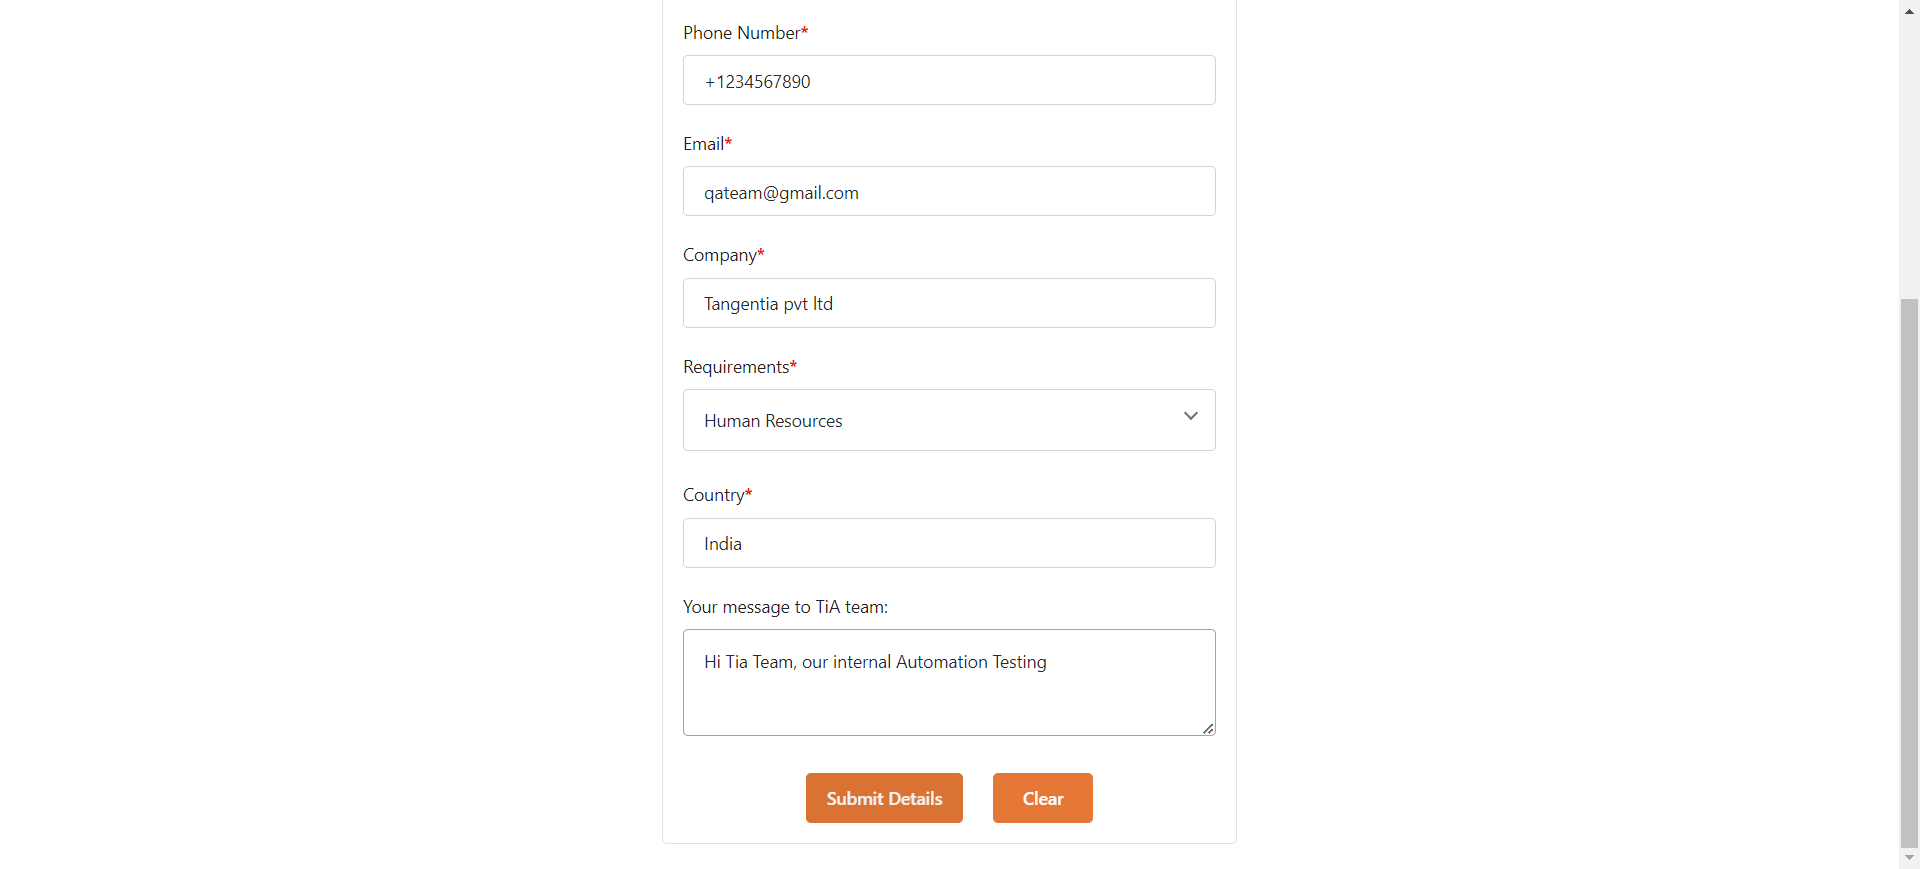 Phone Number*
+1234567890
Email*
qateam@gmail.com
Company*
Tangentia pvt ltd
Requirements*
Human Resources
Country*
India
Your message to TiA team:
Hi Tia Team, our internal Automation Testing
Submit Details Clear